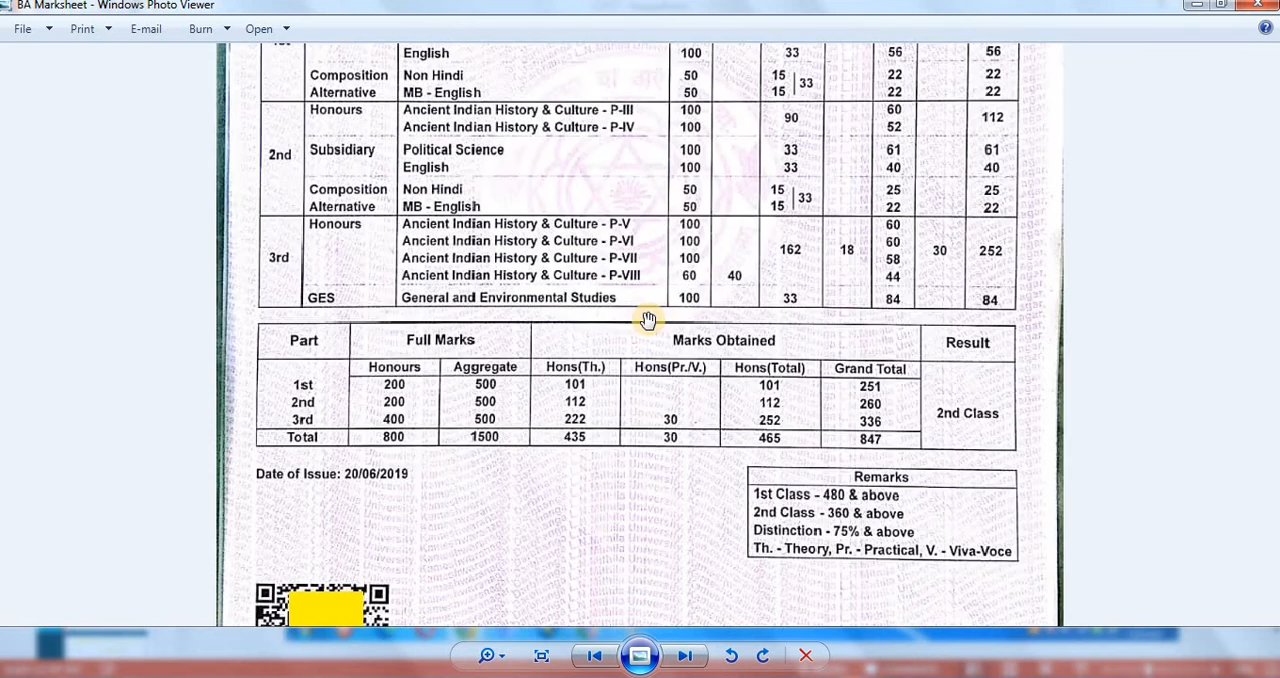 BA Marksheet - Windows Photo Viewer
File Print E-mail Burn Open
English 100 33 56 56
Composition Non Hindi 50 15 33 22 22
Alternative MB - English 50 15 22 22
Honours Ancient Indian History & Culture - P-III 100 90 60 112
Ancient Indian History & Culture - P-IV 100 52
2nd Subsidiary Political Science 100 33 61 61
English 100 33 40 40
Composition Non Hindi 50 15 33 25 25
Alternative MB - English 50 15 22 22
Honours Ancient Indian History & Culture - P-V 100 60
Ancient Indian History & Culture - P-VI 100 60
3rd Ancient Indian History & Culture - P-VII 100 162 18 58 30 252
Ancient Indian History & Culture - P-VIII 60 40 44
GES General and Environmental Studies 100 33 84 84
Part Full Marks Marks Obtained Result
Honours Aggregate Hons(Th.) Hons(Pr./V.) Hons(Total) Grand Total
1st 200 500 101 101 251
2nd 200 500 112 112 260
2nd Class
3rd 400 500 222 30 252 336
Total 800 1500 435 30 465 847
Date of Issue: 20/06/2019
Remarks
1st Class - 480 & above
2nd Class - 360 & above
Distinction - 75% & above
Th. - Theory, Pr. - Practical, V. - Viva-Voce